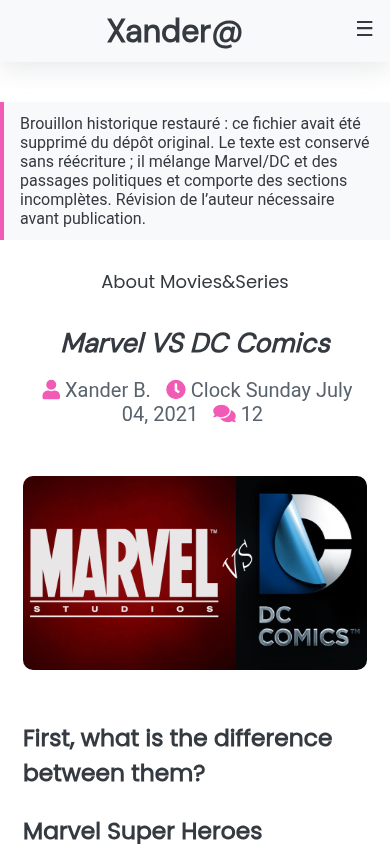 Xander@
☰
Brouillon historique restauré : ce fichier avait été
supprimé du dépôt original. Le texte est conservé
sans réécriture ; il mélange Marvel/DC et des
passages politiques et comporte des sections
incomplètes. Révision de l’auteur nécessaire
avant publication.
About Movies&Series
Marvel VS DC Comics
Xander B. Clock Sunday July
04, 2021 12
MARVEL™
STUDIOS
VS
DC
COMICS™
First, what is the difference
between them?
Marvel Super Heroes